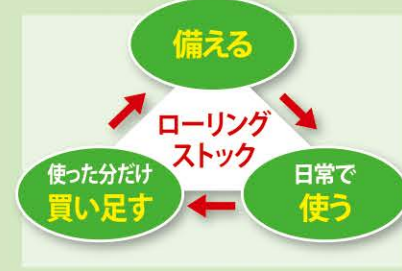 備える
ローリング
ストック
使った分だけ
買い足す
日常で
使う